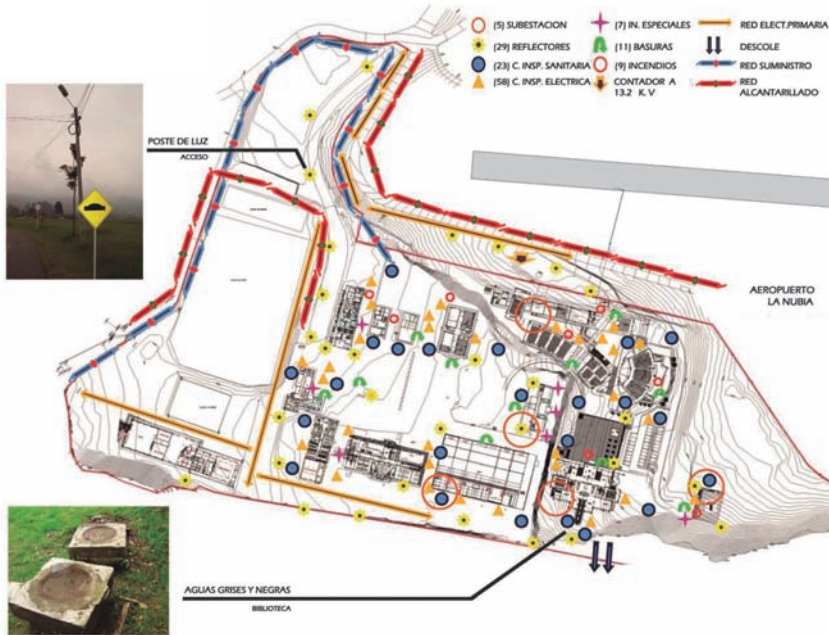 (5) SUBESTACION
(7) IN. ESPECIALES
RED ELECT.PRIMARIA
(29) REFLECTORES
(11) BASURAS
DESCOLE
(23) C. INSP. SANITARIA
(9) INCENDIOS
RED SUMINISTRO
(58) C. INSP. ELECTRICA
CONTADOR A
13.2 K. V
RED
ALCANTARILLADO
POSTE DE LUZ
ACCESO
AEROPUERTO
LA NUBIA
AGUAS GRISES Y NEGRAS
BIBLIOTECA